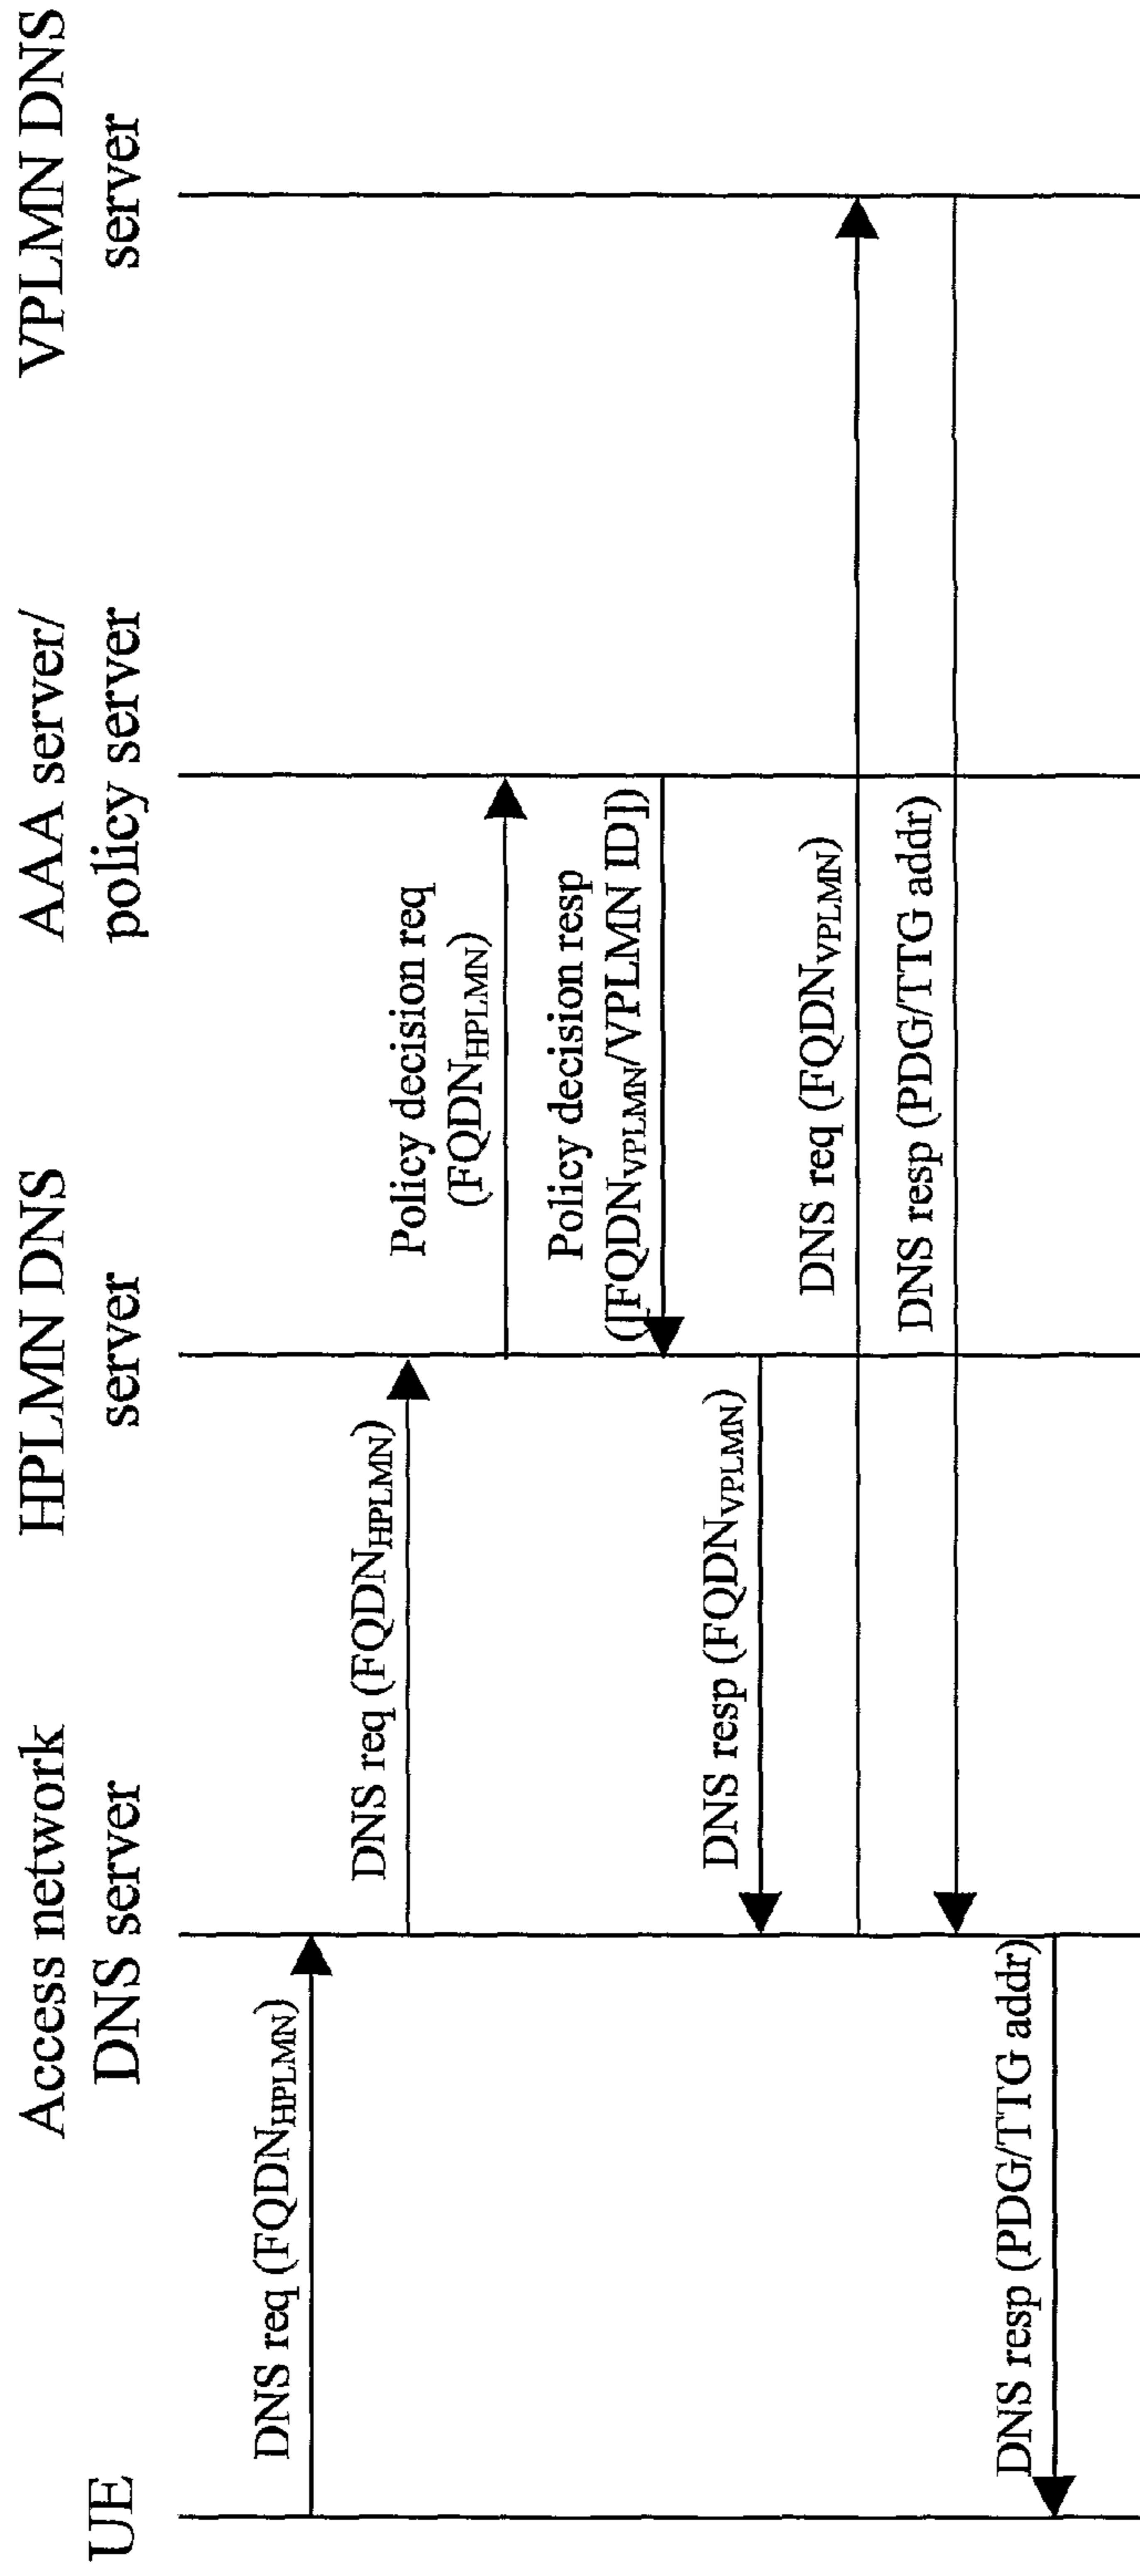 UE
Access network
DNS server
HPLMN DNS
server
AAA server/
policy server
VPLMN DNS
server
DNS req (FQDNHPLMN)
DNS req (FQDNHPLMN)
Policy decision req
(FQDNHPLMN)
Policy decision resp
([FQDNVPLMN/VPLMN ID])
DNS resp (FQDNVPLMN)
DNS req (FQDNVPLMN)
DNS resp (PDG/TTG addr)
DNS resp (PDG/TTG addr)